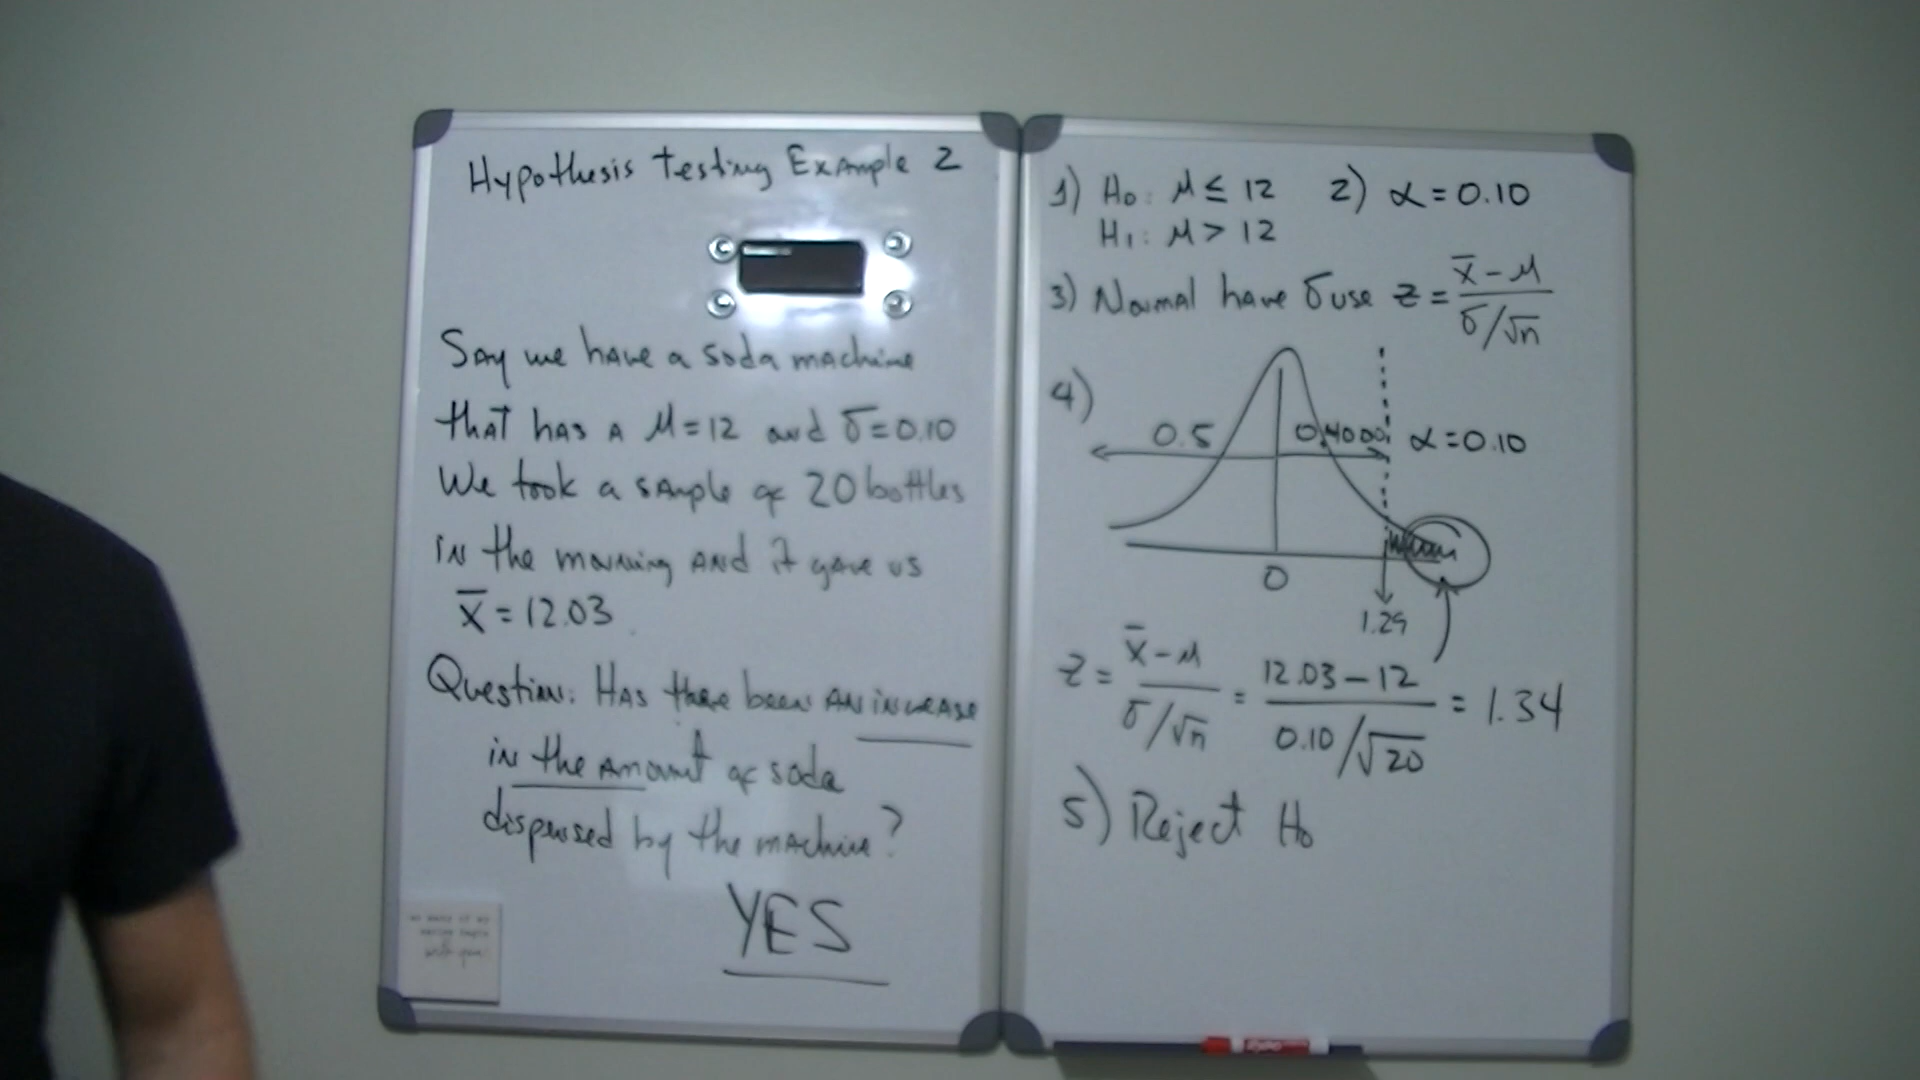 Hypothesis Testing Example 2
Say we have a soda machine
that has a μ=12 and σ=0.10
We took a sample of 20 bottles
in the morning and it gave us
x̄ = 12.03
Question: Has there been an increase
in the amount of soda
dispensed by the machine?
YES
1) H₀: μ ≤ 12 2) α = 0.10
H₁: μ > 12
3) Normal have σ use z = (x̄ - μ) / (σ/√n)
4)
0.5 0.4000 α = 0.10
0
1.29
z = (x̄ - μ) / (σ/√n) = (12.03 - 12) / (0.10/√20) = 1.34
5) Reject H₀